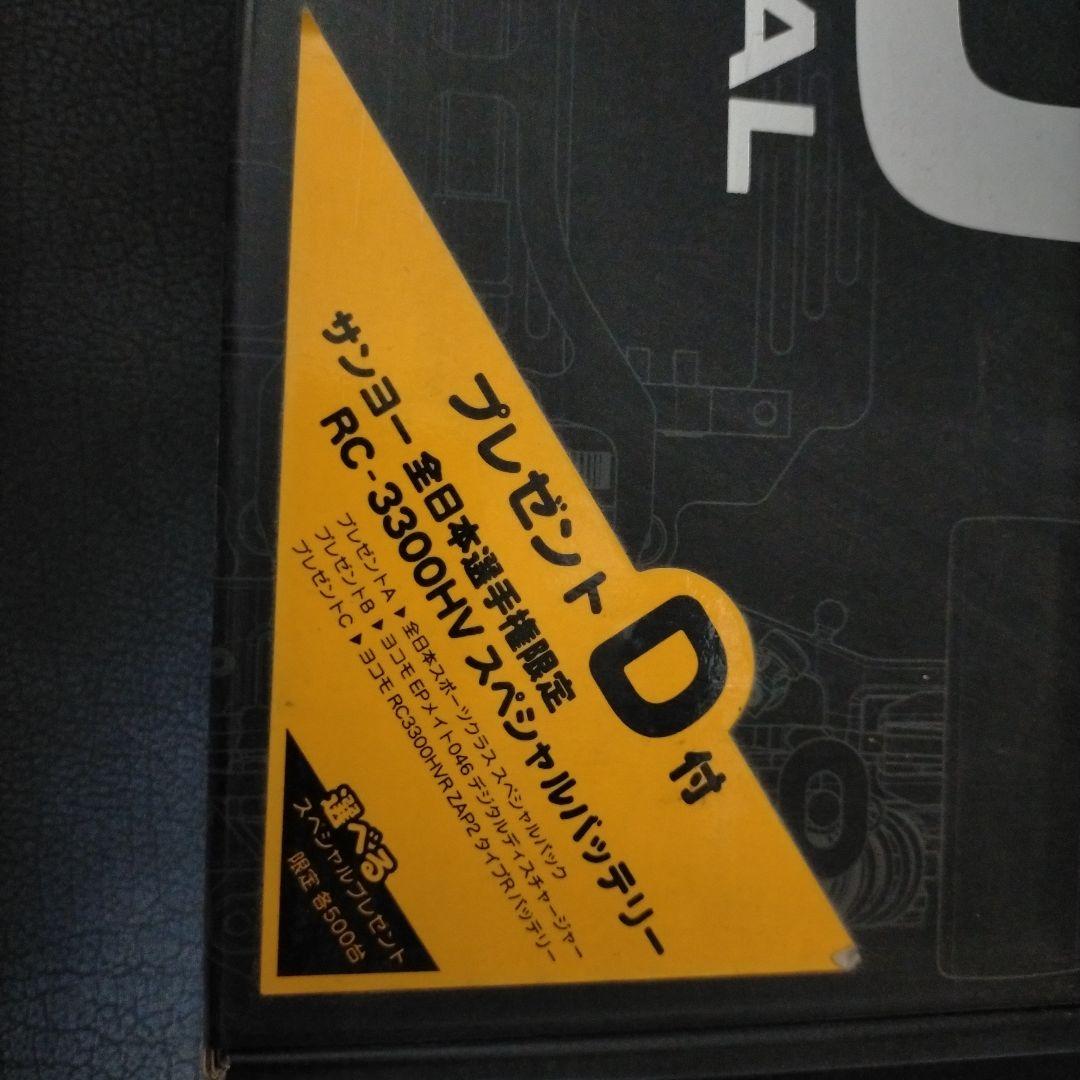 AL
プレゼント D 付
サンヨー 全日本選手権限定
RC-3300HV スペシャルバッテリー
プレゼントA ▶ 全日本スポーツクラス スペシャルパック
プレゼントB ▶ ヨコモ EPメイト046 デジタルディスチャージャー
プレゼントC ▶ ヨコモ RC3300HVR ZAP2 タイプR バッテリー
選べる
スペシャルプレゼント
限定 各500台